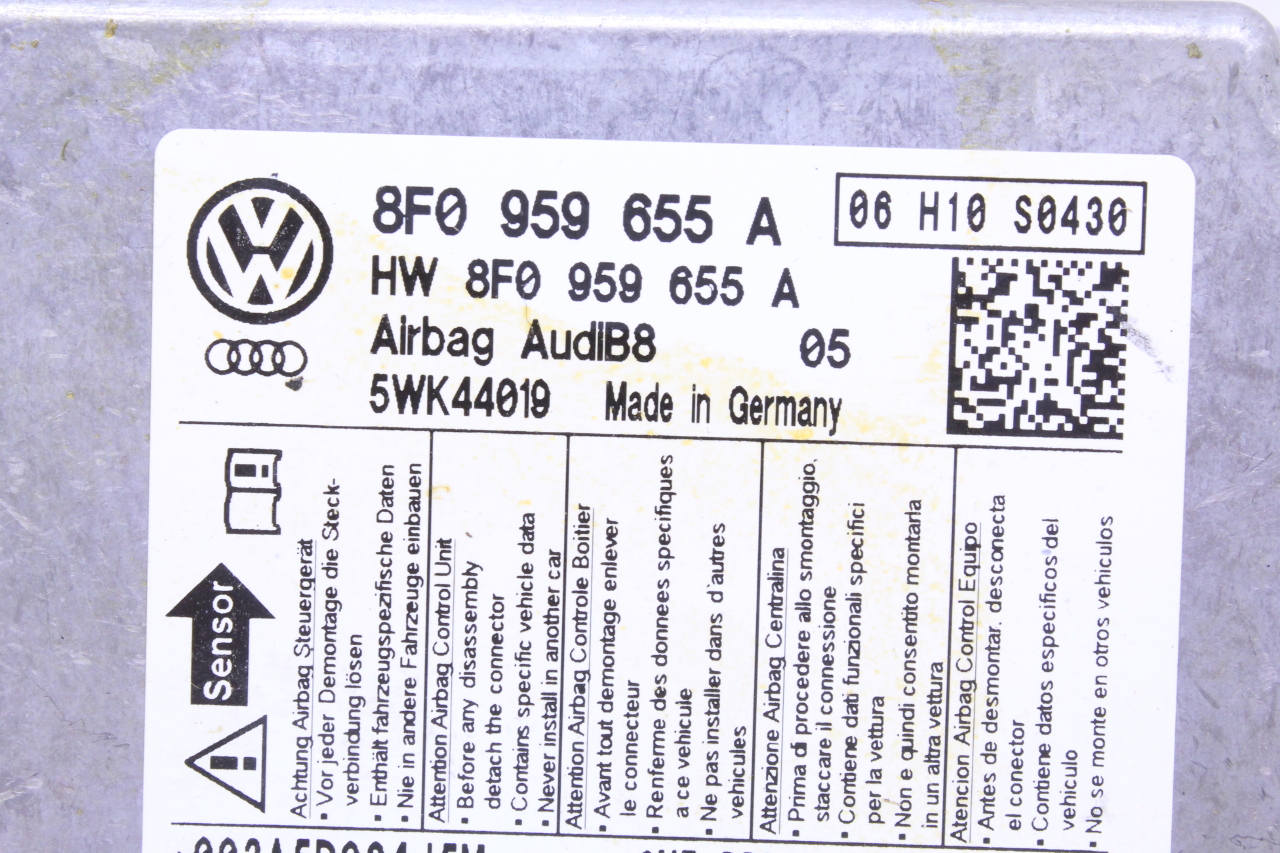 8F0 959 655 A
06 H10 S0430
HW 8F0 959 655 A
Airbag AudiB8 05
5WK44019 Made in Germany
Sensor
Achtung Airbag Steuergerät
▪ Vor jeder Demontage die Steck-
verbindung lösen
▪ Enthält fahrzeugspezifische Daten
▪ Nie in andere Fahrzeuge einbauen
Attention Airbag Control Unit
▪ Before any disassembly
detach the connector
▪ Contains specific vehicle data
▪ Never install in another car
Attention Airbag Controle Boitier
▪ Avant tout demontage enlever
le connecteur
▪ Renferme des donnees specifiques
a ce vehicule
▪ Ne pas installer dans d'autres
vehicules
Attenzione Airbag Centralina
▪ Prima di procedere allo smontaggio,
staccare il connessione
▪ Contiene dati funzionali specifici
per la vettura
▪ Non e quindi consentito montarla
in un altra vettura
Atencion Airbag Control Equipo
▪ Antes de desmontar, desconecta
el conector
▪ Contiene datos especificos del
vehiculo
▪ No se monte en otros vehiculos